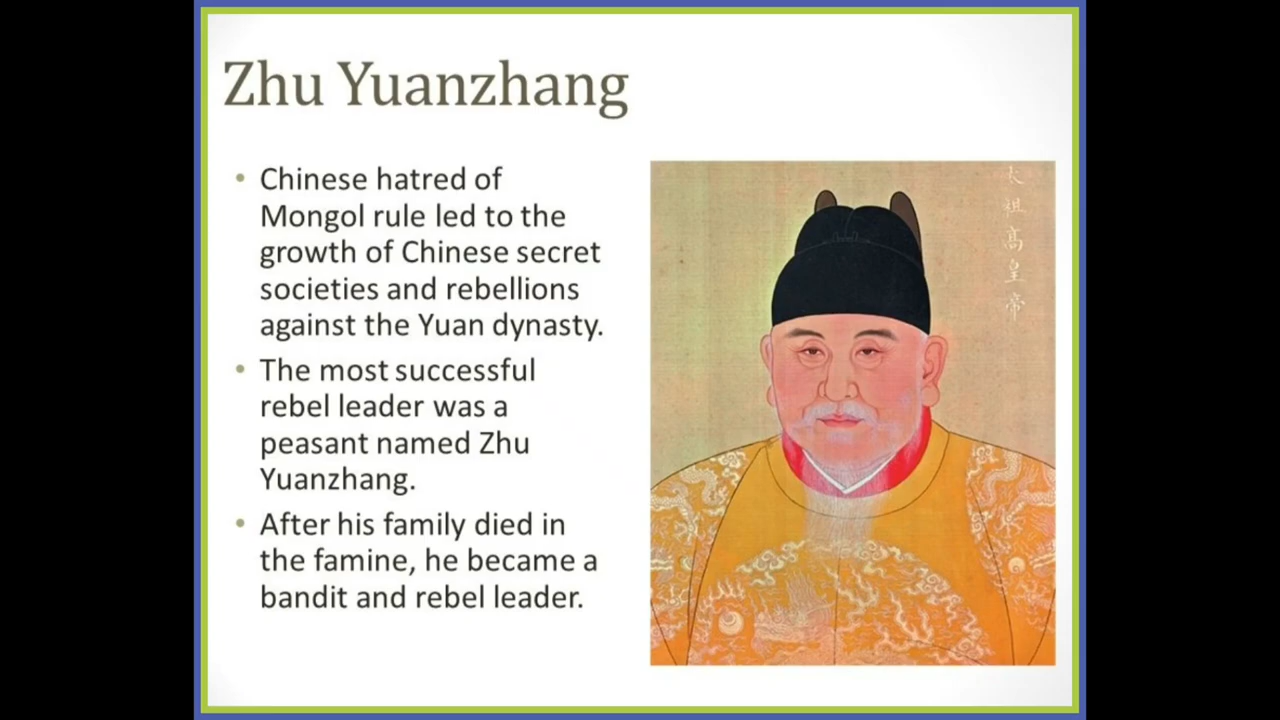 Zhu Yuanzhang
• Chinese hatred of
Mongol rule led to the
growth of Chinese secret
societies and rebellions
against the Yuan dynasty.
• The most successful
rebel leader was a
peasant named Zhu
Yuanzhang.
• After his family died in
the famine, he became a
bandit and rebel leader.
太祖高皇帝